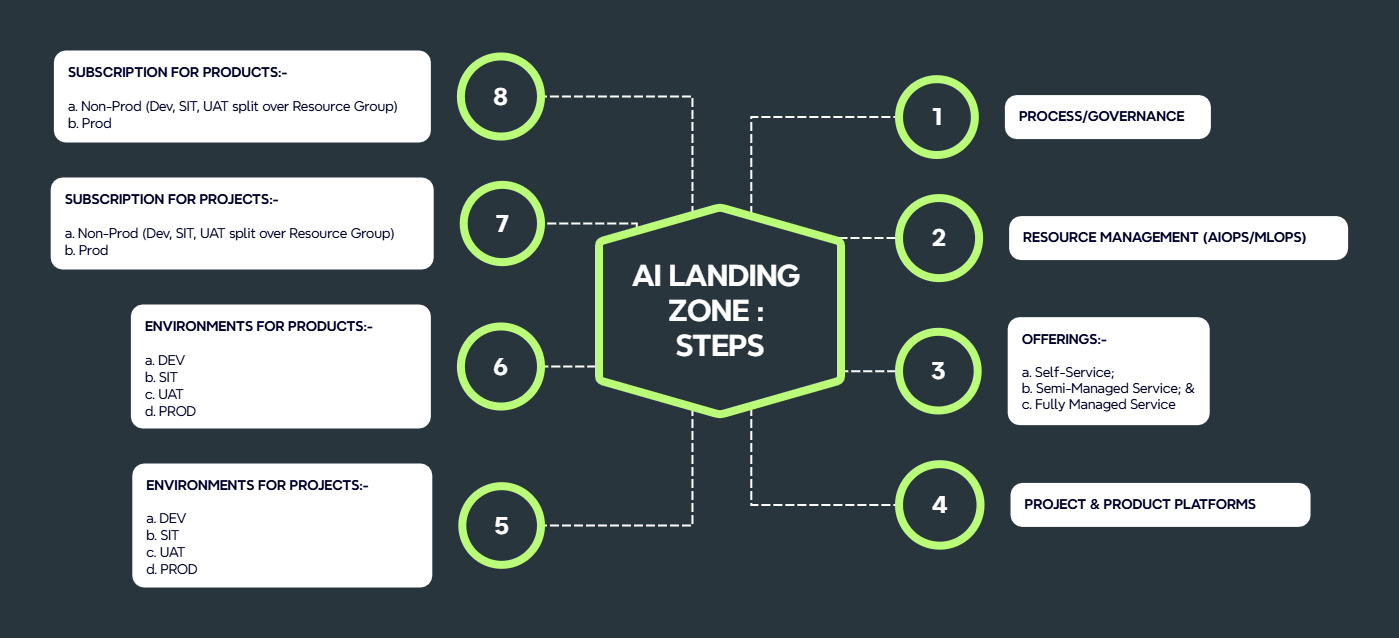 AI LANDING
ZONE :
STEPS
1
PROCESS/GOVERNANCE
2
RESOURCE MANAGEMENT (AIOPS/MLOPS)
3
OFFERINGS:-
a. Self-Service;
b. Semi-Managed Service; &
c. Fully Managed Service
4
PROJECT & PRODUCT PLATFORMS
5
ENVIRONMENTS FOR PROJECTS:-
a. DEV
b. SIT
c. UAT
d. PROD
6
ENVIRONMENTS FOR PRODUCTS:-
a. DEV
b. SIT
c. UAT
d. PROD
7
SUBSCRIPTION FOR PROJECTS:-
a. Non-Prod (Dev, SIT, UAT split over Resource Group)
b. Prod
8
SUBSCRIPTION FOR PRODUCTS:-
a. Non-Prod (Dev, SIT, UAT split over Resource Group)
b. Prod